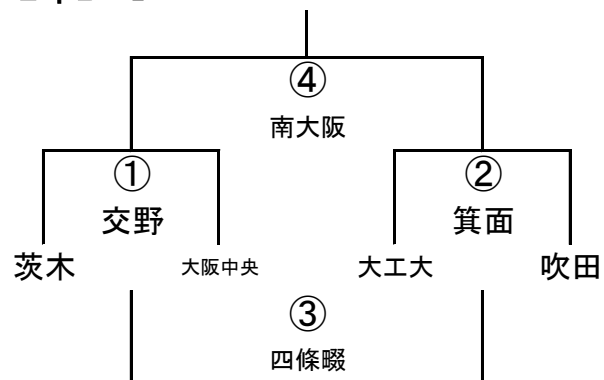 ④
南大阪
① ②
交野 箕面
茨木 大阪中央 大工大 吹田
③
四條畷